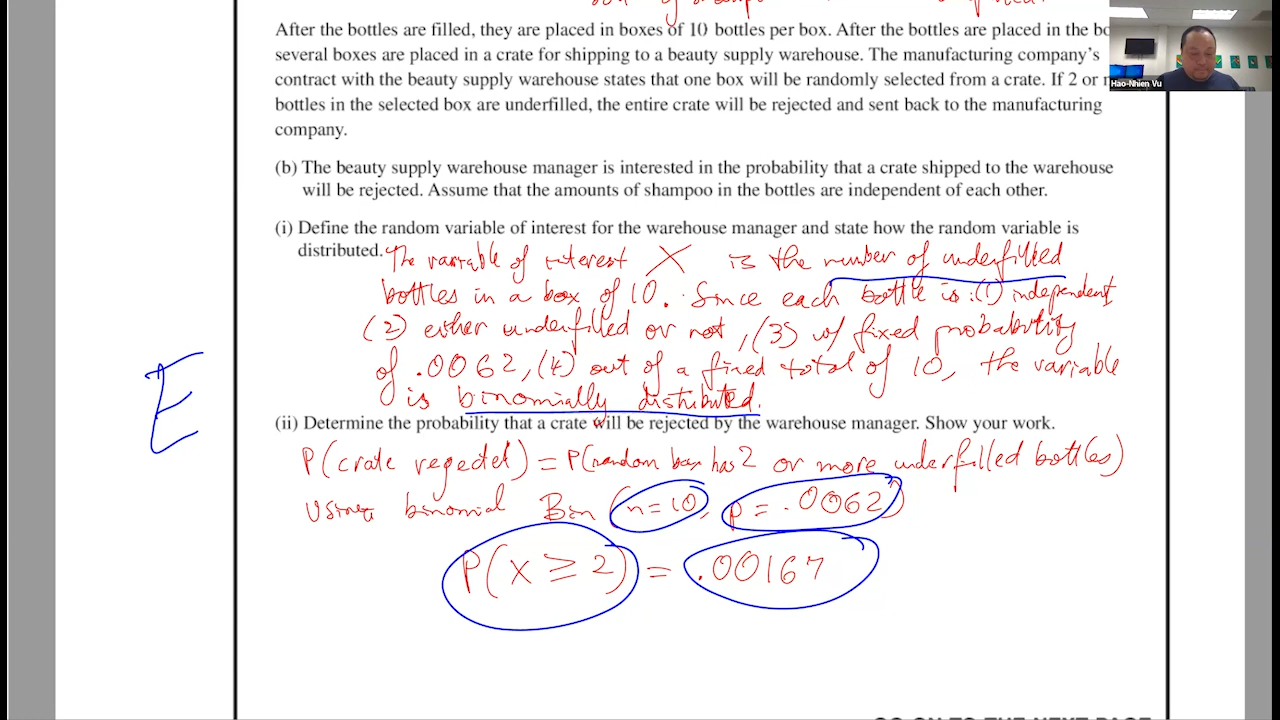 After the bottles are filled, they are placed in boxes of 10 bottles per box. After the bottles are placed in the bo
several boxes are placed in a crate for shipping to a beauty supply warehouse. The manufacturing company's
Hao-Nhien Vu
contract with the beauty supply warehouse states that one box will be randomly selected from a crate. If 2 or
bottles in the selected box are underfilled, the entire crate will be rejected and sent back to the manufacturing
company.
(b) The beauty supply warehouse manager is interested in the probability that a crate shipped to the warehouse
will be rejected. Assume that the amounts of shampoo in the bottles are independent of each other.
(i) Define the random variable of interest for the warehouse manager and state how the random variable is
distributed. The variable of interest X is the number of underfilled
bottles in a box of 10. Since each bottle is: (1) independent
(2) either underfilled or not, (3) w/ fixed probability
of .0062, (4) out of a fixed total of 10, the variable
is binomially distributed.
E
(ii) Determine the probability that a crate will be rejected by the warehouse manager. Show your work.
P(crate regected) = P(random box has 2 or more underfilled bottles)
Using binomial Bin (n=10, p = .0062)
P(X ≥ 2) = .00167